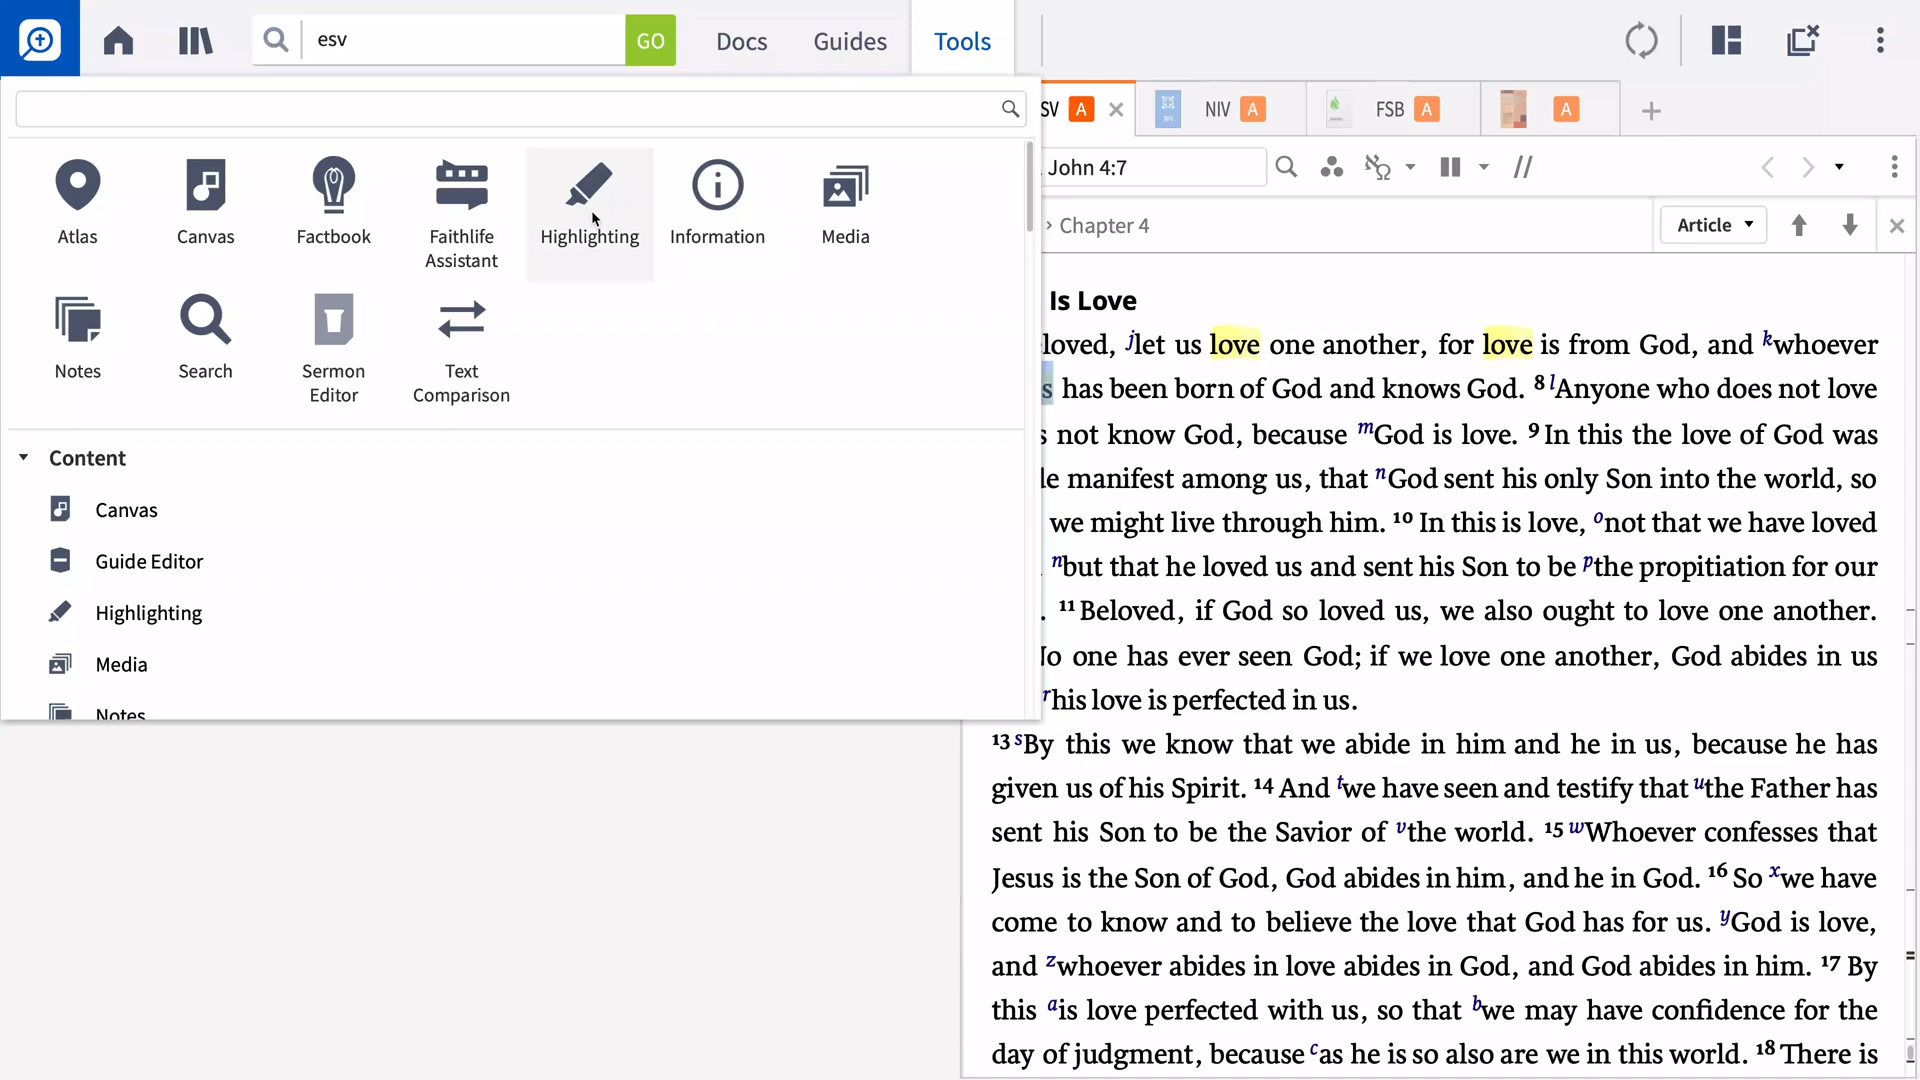 esv
GO
Docs
Guides
Tools
Atlas
Canvas
Factbook
Faithlife
Assistant
Highlighting
Information
Media
Notes
Search
Sermon
Editor
Text
Comparison
Content
Canvas
Guide Editor
Highlighting
Media
Notes
SV A
NIV A
FSB A
A
John 4:7
› Chapter 4
Article
Is Love
loved, jlet us love one another, for love is from God, and kwhoever
s has been born of God and knows God. 8 lAnyone who does not love
s not know God, because mGod is love. 9 In this the love of God was
le manifest among us, that nGod sent his only Son into the world, so
we might live through him. 10 In this is love, onot that we have loved
nbut that he loved us and sent his Son to be pthe propitiation for our
. 11 Beloved, if God so loved us, we also ought to love one another.
No one has ever seen God; if we love one another, God abides in us
rhis love is perfected in us.
13 sBy this we know that we abide in him and he in us, because he has
given us of his Spirit. 14 And twe have seen and testify that uthe Father has
sent his Son to be the Savior of vthe world. 15 wWhoever confesses that
Jesus is the Son of God, God abides in him, and he in God. 16 So xwe have
come to know and to believe the love that God has for us. yGod is love,
and zwhoever abides in love abides in God, and God abides in him. 17 By
this ais love perfected with us, so that bwe may have confidence for the
day of judgment, because cas he is so also are we in this world. 18 There is